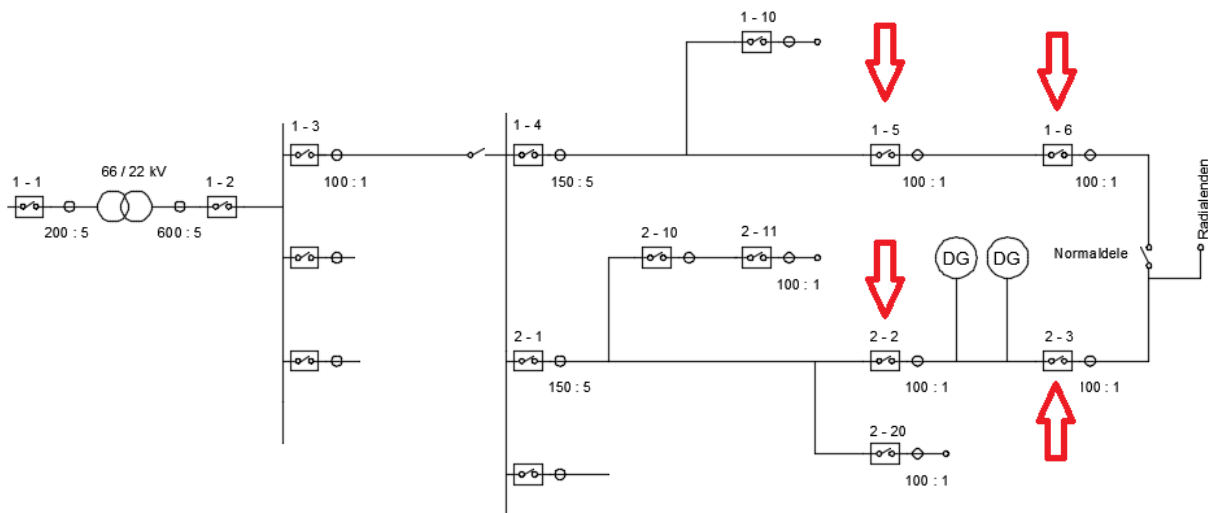 1 - 10
1 - 3
1 - 4
1 - 5
1 - 6
66 / 22 kV
1 - 1
1 - 2
100 : 1
150 : 5
100 : 1
100 : 1
200 : 5
600 : 5
Radialenden
2 - 10
2 - 11
DG
DG
Normaldele
100 : 1
2 - 1
2 - 2
2 - 3
150 : 5
100 : 1
100 : 1
2 - 20
100 : 1